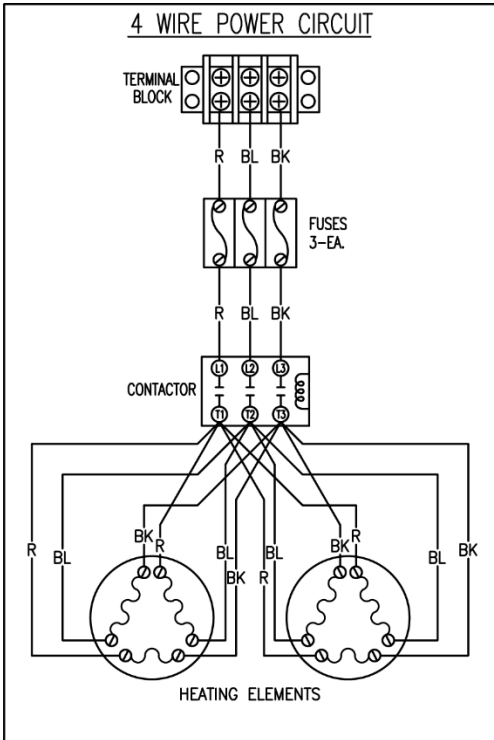 4 WIRE POWER CIRCUIT
TERMINAL
BLOCK
R BL BK
FUSES
3-EA.
R BL BK
L1 L2 L3
CONTACTOR
T1 T2 T3
R BL BK R BL BK R BL BK R BL BK
HEATING ELEMENTS